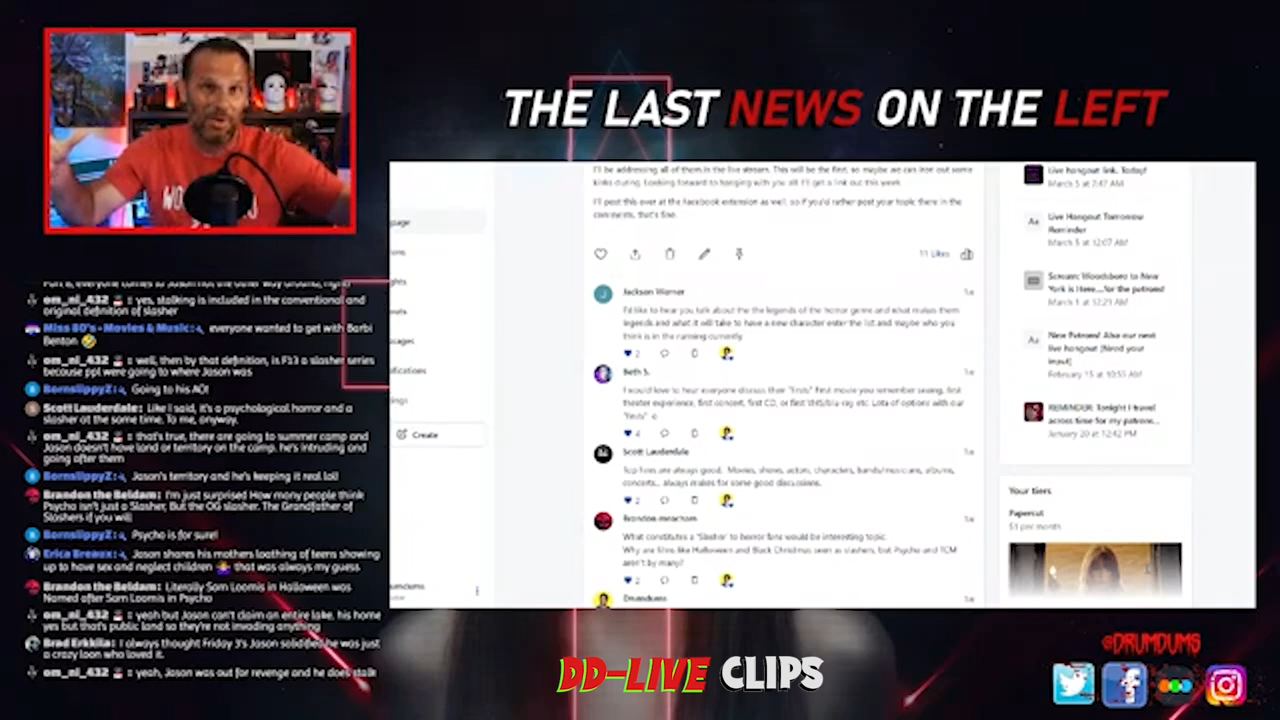 THE LAST NEWS ON THE LEFT
WO
om_ni_432 : yes, stalking is included in the conventional and
original definition of slasher
Miss 80's - Movies & Music: everyone wanted to get with Barbi
Benton
om_ni_432 : well, then by that definition, is F13 a slasher series
because ppl were going to where Jason was
BornslippyZ: Going to his AO!
Scott Lauderdale: Like I said, it's a psychological horror and a
slasher at the same time. To me, anyway.
om_ni_432 : that's true, there are going to summer camp and
Jason doesn't have land or territory on the camp. he's intruding and
going after them
BornslippyZ: Jason's territory and he's keeping it real lol
Brandon the Beldam: I'm just surprised How many people think
Psycho isn't just a Slasher, But the OG slasher. The Grandfather of
Slashers if you will
BornslippyZ: Psycho is for sure!
Erica Breaux: Jason shares his mothers loathing of teens showing
up to have sex and neglect children that was always my guess.
Brandon the Beldam: Literally Sam Loomis in Halloween was
Named after Sam Loomis in Psycho
om_ni_432 : yeah but Jason can't claim an entire lake, his home
yes but that's public land so they're not invading anything
Brad Erkkila: I always thought Friday 3's Jason solidified he was just
a crazy loon who loved it.
om_ni_432 : yeah, Jason was out for revenge and he does stalk
Create
I'll be addressing all of them in the live stream. This will be the first, so maybe we can iron out some
kinks during. Looking forward to hanging with you all! I'll get a link out this week
I'll post this over at the Facebook extension as well, so if you'd rather post your topic there in the
comments, that's fine.
11 Likes
Jackson Werner
I'd like to hear you talk about the the legends of the horror genre and what makes them
legends and what it will take to have a new character enter the list and maybe who you
think is in the running currently
2
Beth S.
I would love to hear everyone discuss their "firsts" first movie you remember seeing, first
theater experience, first concert, first CD, or first VHS/blu-ray etc. Lots of options with our
"firsts"
4
Scott Lauderdale
Top fives are always good. Movies, shows, actors, characters, bands/musicians, albums,
concerts... always makes for some good discussions.
2
Brandon meacham
What constitutes a "Slasher" to horror fans would be interesting topic.
Why are films like Halloween and Black Christmas seen as slashers, but Psycho and TCM
aren't by many?
2
Drumdums
Live hangout link. Today!
March 5 at 7:47 AM
Aa
Live Hangout Tomorrow
Reminder
March 5 at 12:07 AM
Scream: Woodsboro to New
York is Here....for the patrons!
March 1 at 12:21 AM
Aa
New Patrons! Also our next
live hangout (Need your
input)
February 15 at 10:55 AM
REMINDER: Tonight I travel
across time for my patrons...
January 20 at 12:42 PM
Your tiers
Papercut
$1 per month
DD-LIVE CLIPS
@DRUMDUMS